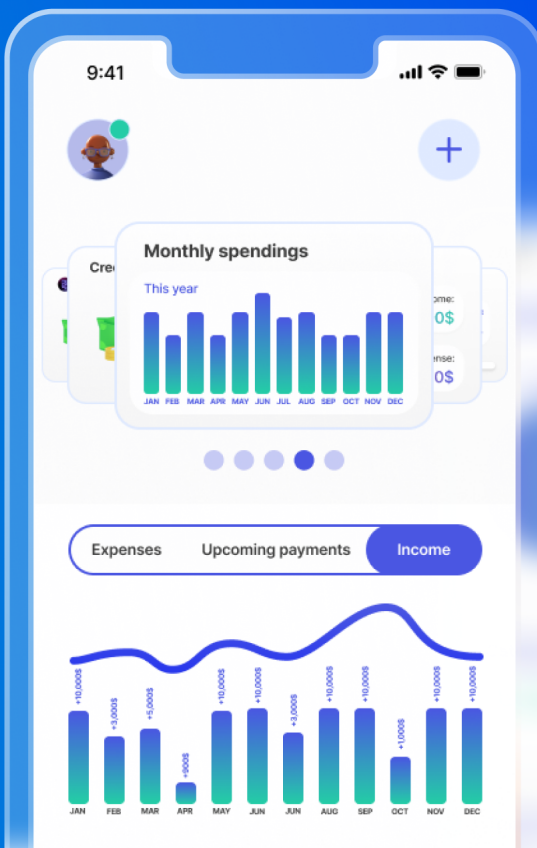 9:41
Monthly spendings
This year
JAN FEB MAR APR MAY JUN JUL AUG SEP OCT NOV DEC
Expenses Upcoming payments Income
+10,000$ +3,000$ +5,000$ +900$ +10,000$ +10,000$ +3,000$ +10,000$ +10,000$ +1,000$ +10,000$ +10,000$
JAN FEB MAR APR MAY JUN JUN AUG SEP OCT NOV DEC